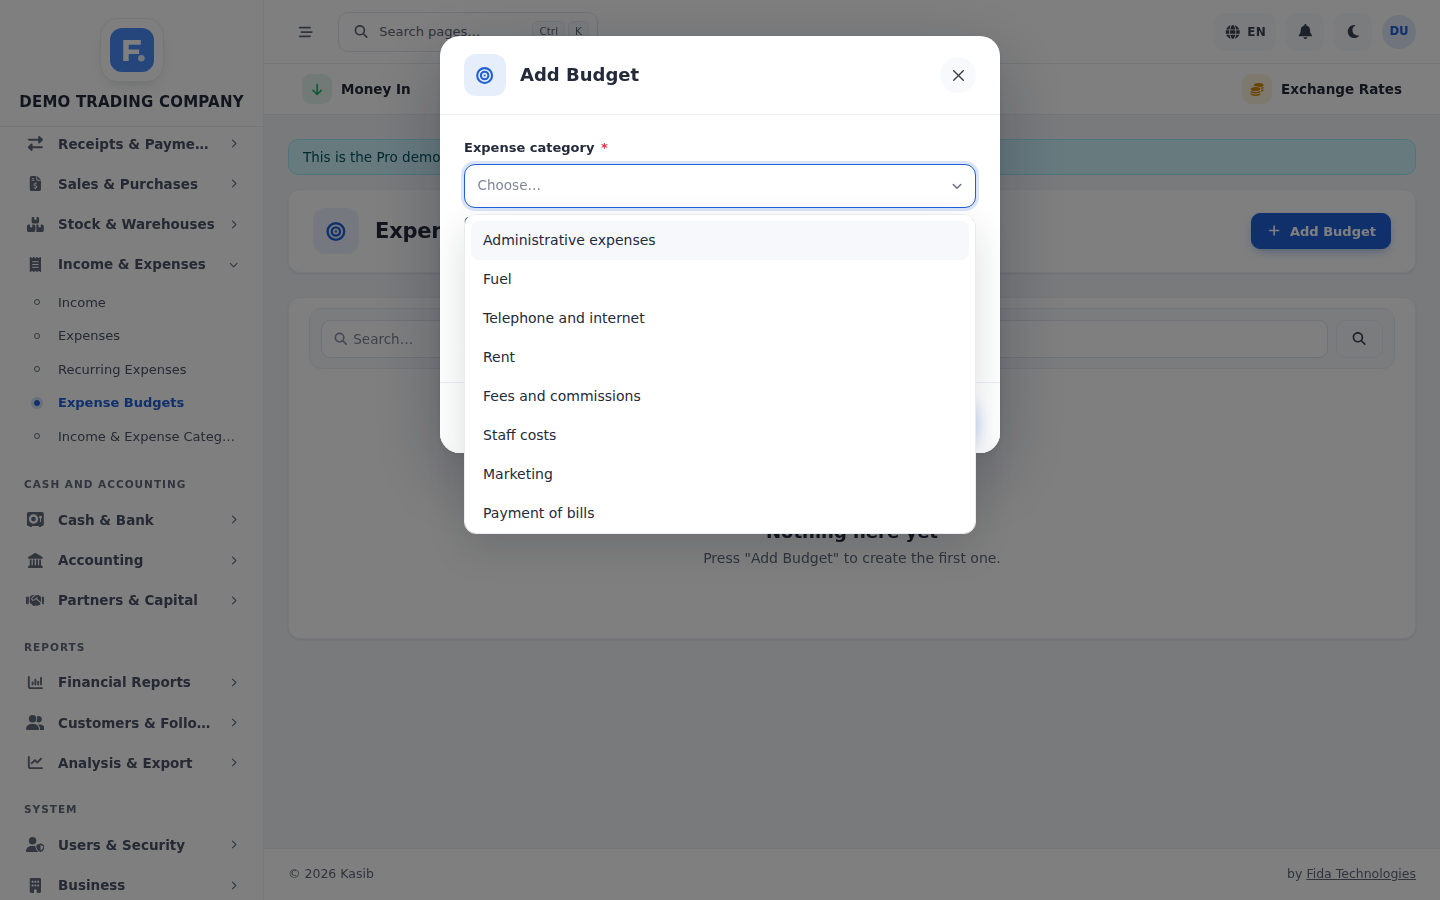 F.
DEMO TRADING COMPANY
Receipts & Payme...
Sales & Purchases
Stock & Warehouses
Income & Expenses
Income
Expenses
Recurring Expenses
Expense Budgets
Income & Expense Categ...
CASH AND ACCOUNTING
Cash & Bank
Accounting
Partners & Capital
REPORTS
Financial Reports
Customers & Follo...
Analysis & Export
SYSTEM
Users & Security
Business
Search pages...
Ctrl K
EN
DU
Money In
Exchange Rates
This is the Pro demo
Add Budget
Search...
Press "Add Budget" to create the first one.
Add Budget
Expense category *
Choose...
Administrative expenses
Fuel
Telephone and internet
Rent
Fees and commissions
Staff costs
Marketing
Payment of bills
© 2026 Kasib
by Fida Technologies